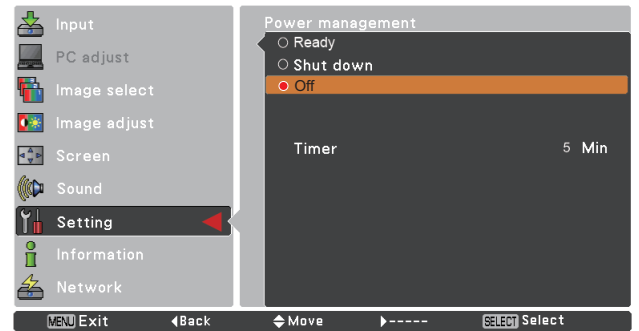 Input
PC adjust
Image select
Image adjust
Screen
Sound
Setting
Information
Network
Power management
Ready
Shut down
Off
Timer 5 Min
MENU Exit Back Move ----- SELECT Select